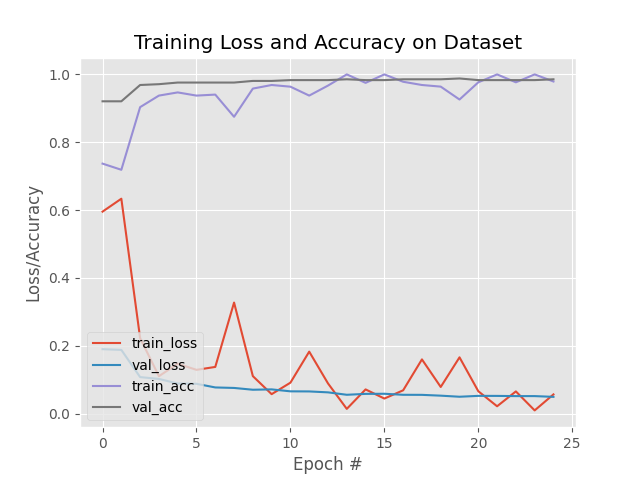 Training Loss and Accuracy on Dataset
1.0
0.8
0.6
0.4
0.2
0.0
Loss/Accuracy
train_loss
val_loss
train_acc
val_acc
0 5 10 15 20 25
Epoch #